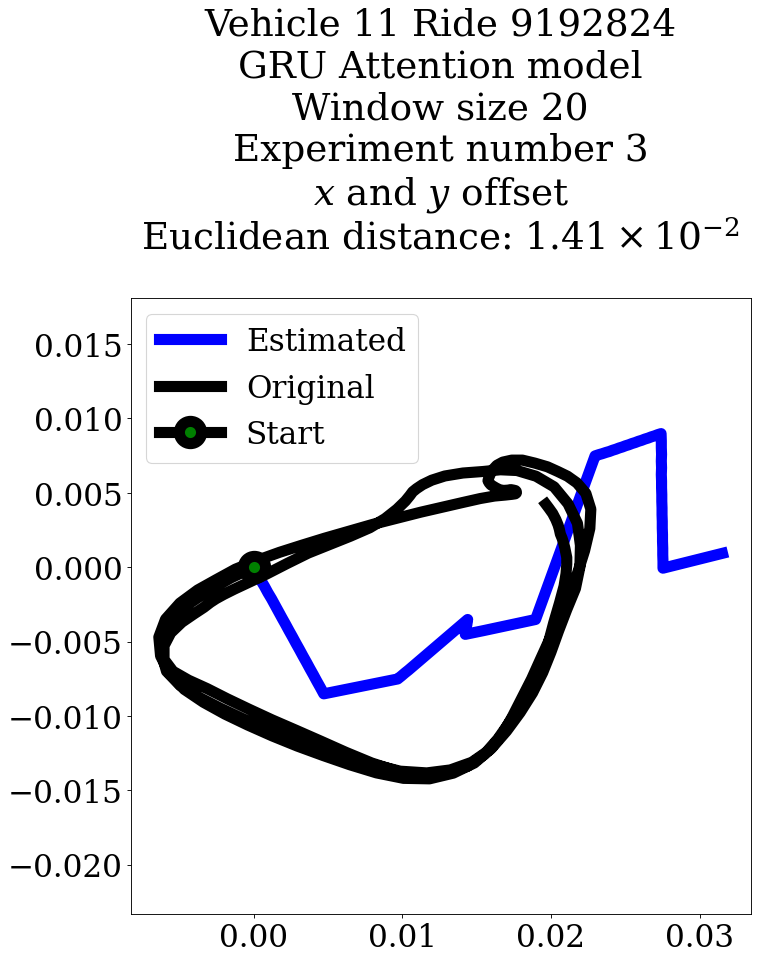 Vehicle 11 Ride 9192824
GRU Attention model
Window size 20
Experiment number 3
x and y offset
Euclidean distance: 1.41 × 10⁻²
Estimated
Original
Start
0.015
0.010
0.005
0.000
−0.005
−0.010
−0.015
−0.020
0.00 0.01 0.02 0.03